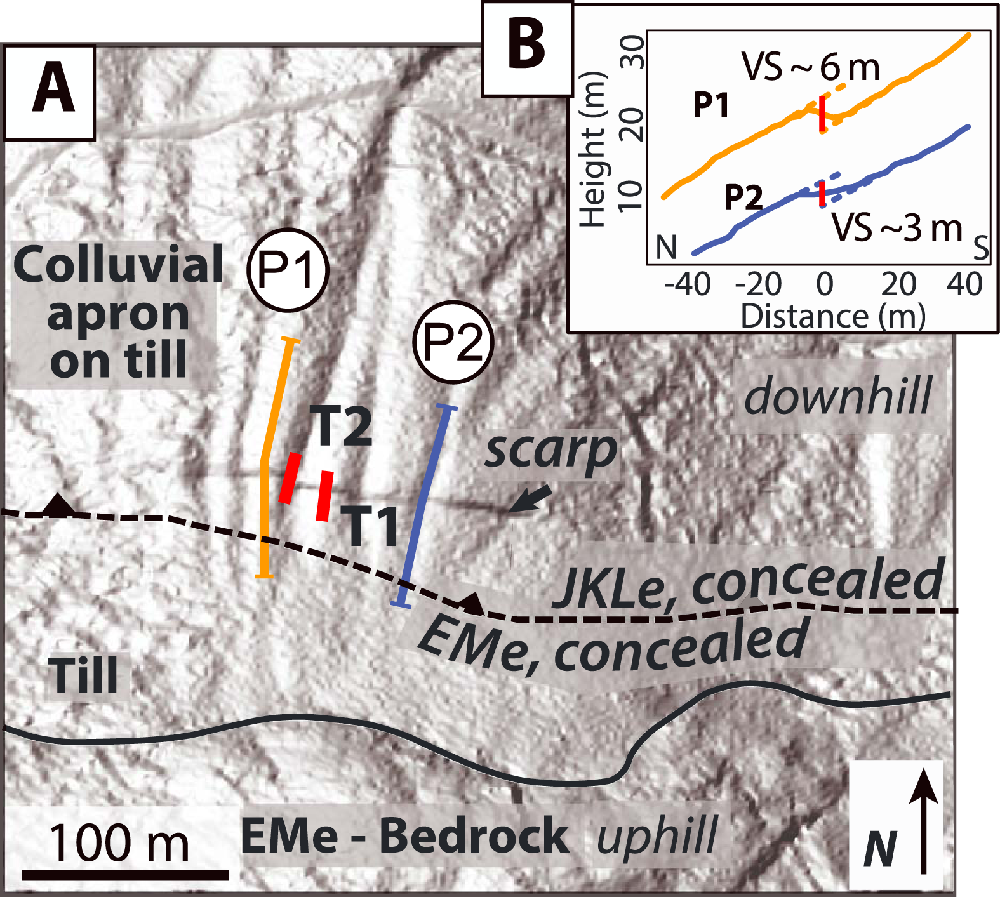 A
Colluvial
apron
on till
P1
P2
T2
T1
scarp
downhill
JKLe, concealed
EMe, concealed
Till
EMe - Bedrock uphill
100 m
N
B
Height (m)
30
20
10
VS ~ 6 m
P1
P2
VS ~3 m
N
S
-40 -20 0 20 40
Distance (m)